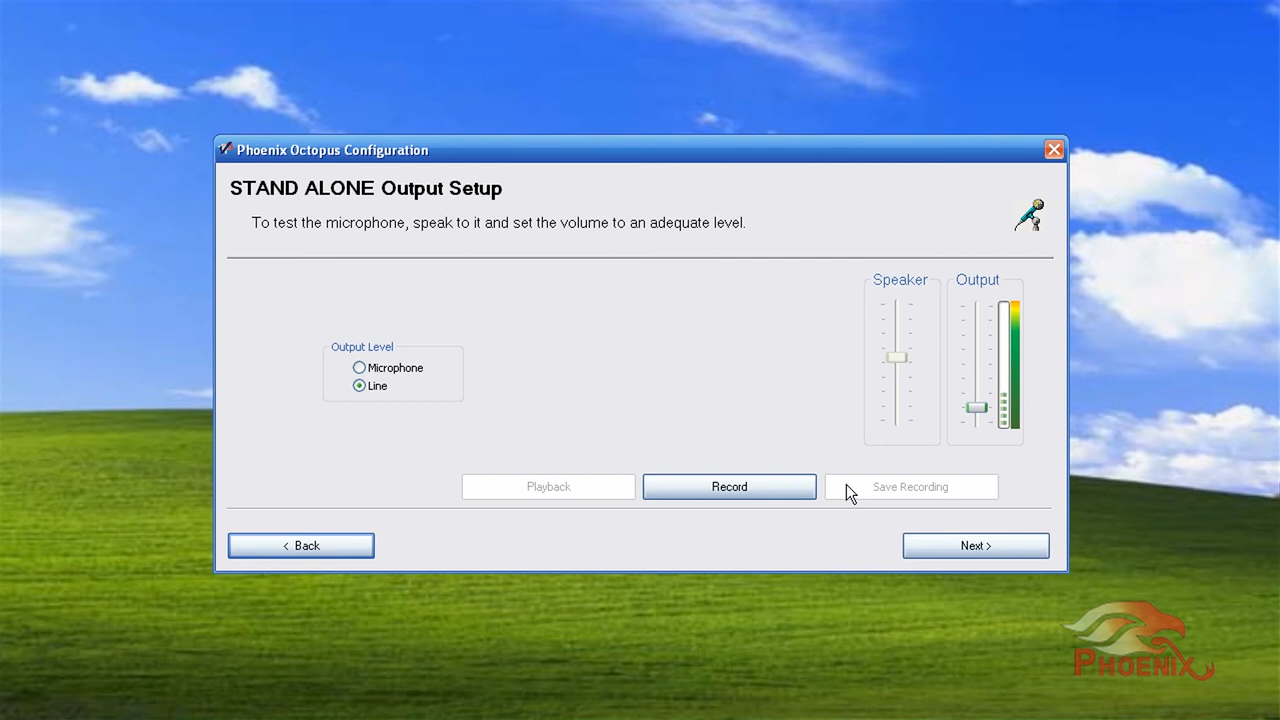 Phoenix Octopus Configuration
STAND ALONE Output Setup
To test the microphone, speak to it and set the volume to an adequate level.
Speaker
Output
Output Level
Microphone
Line
Playback
Record
Save Recording
< Back
Next >
PHOENIX